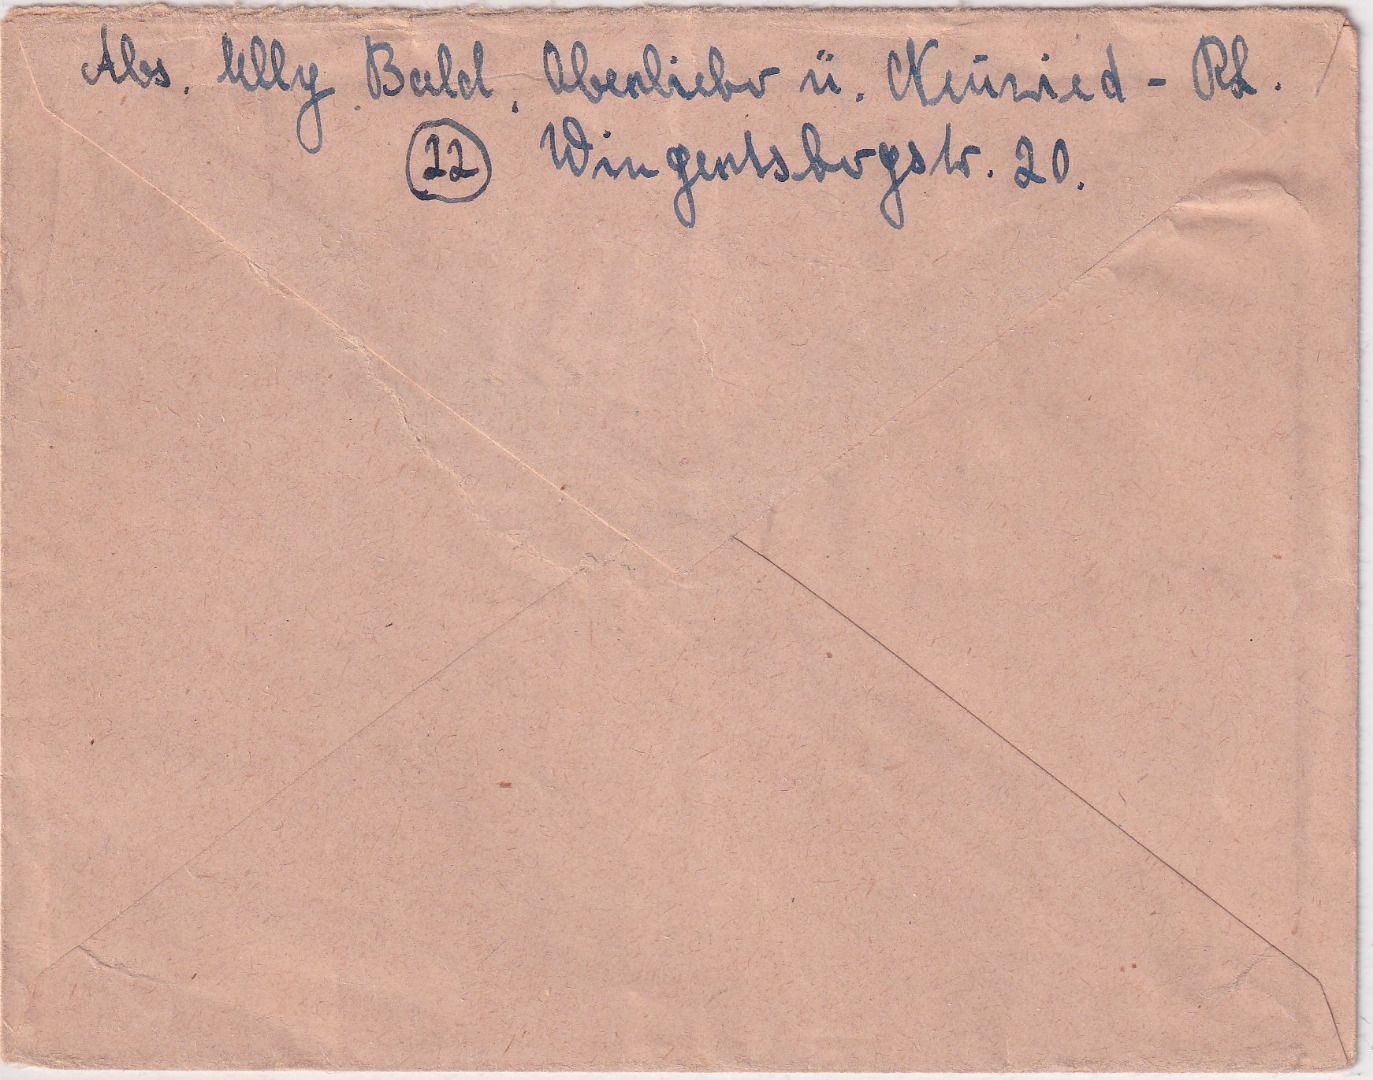 Abs. Elly Bald, Oberbieber ü. Neuwied - Rh.
(22) Wingertsbergstr. 20.